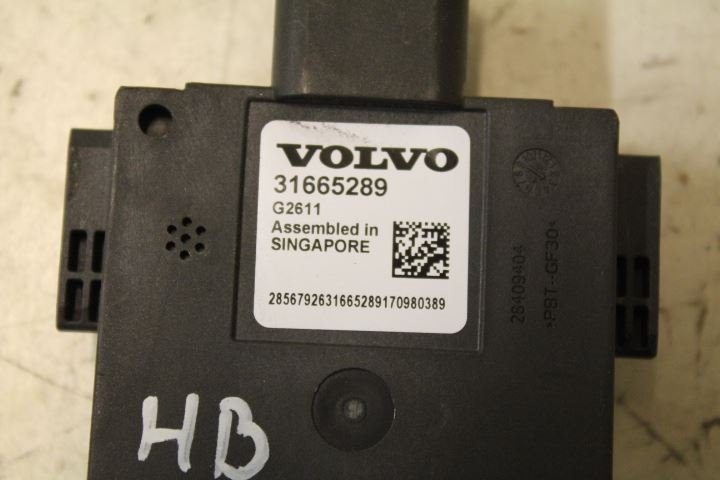 VOLVO
31665289
G2611
Assembled in
SINGAPORE
2856792631665289170980389
28409404
>PBT-GF30<
HB